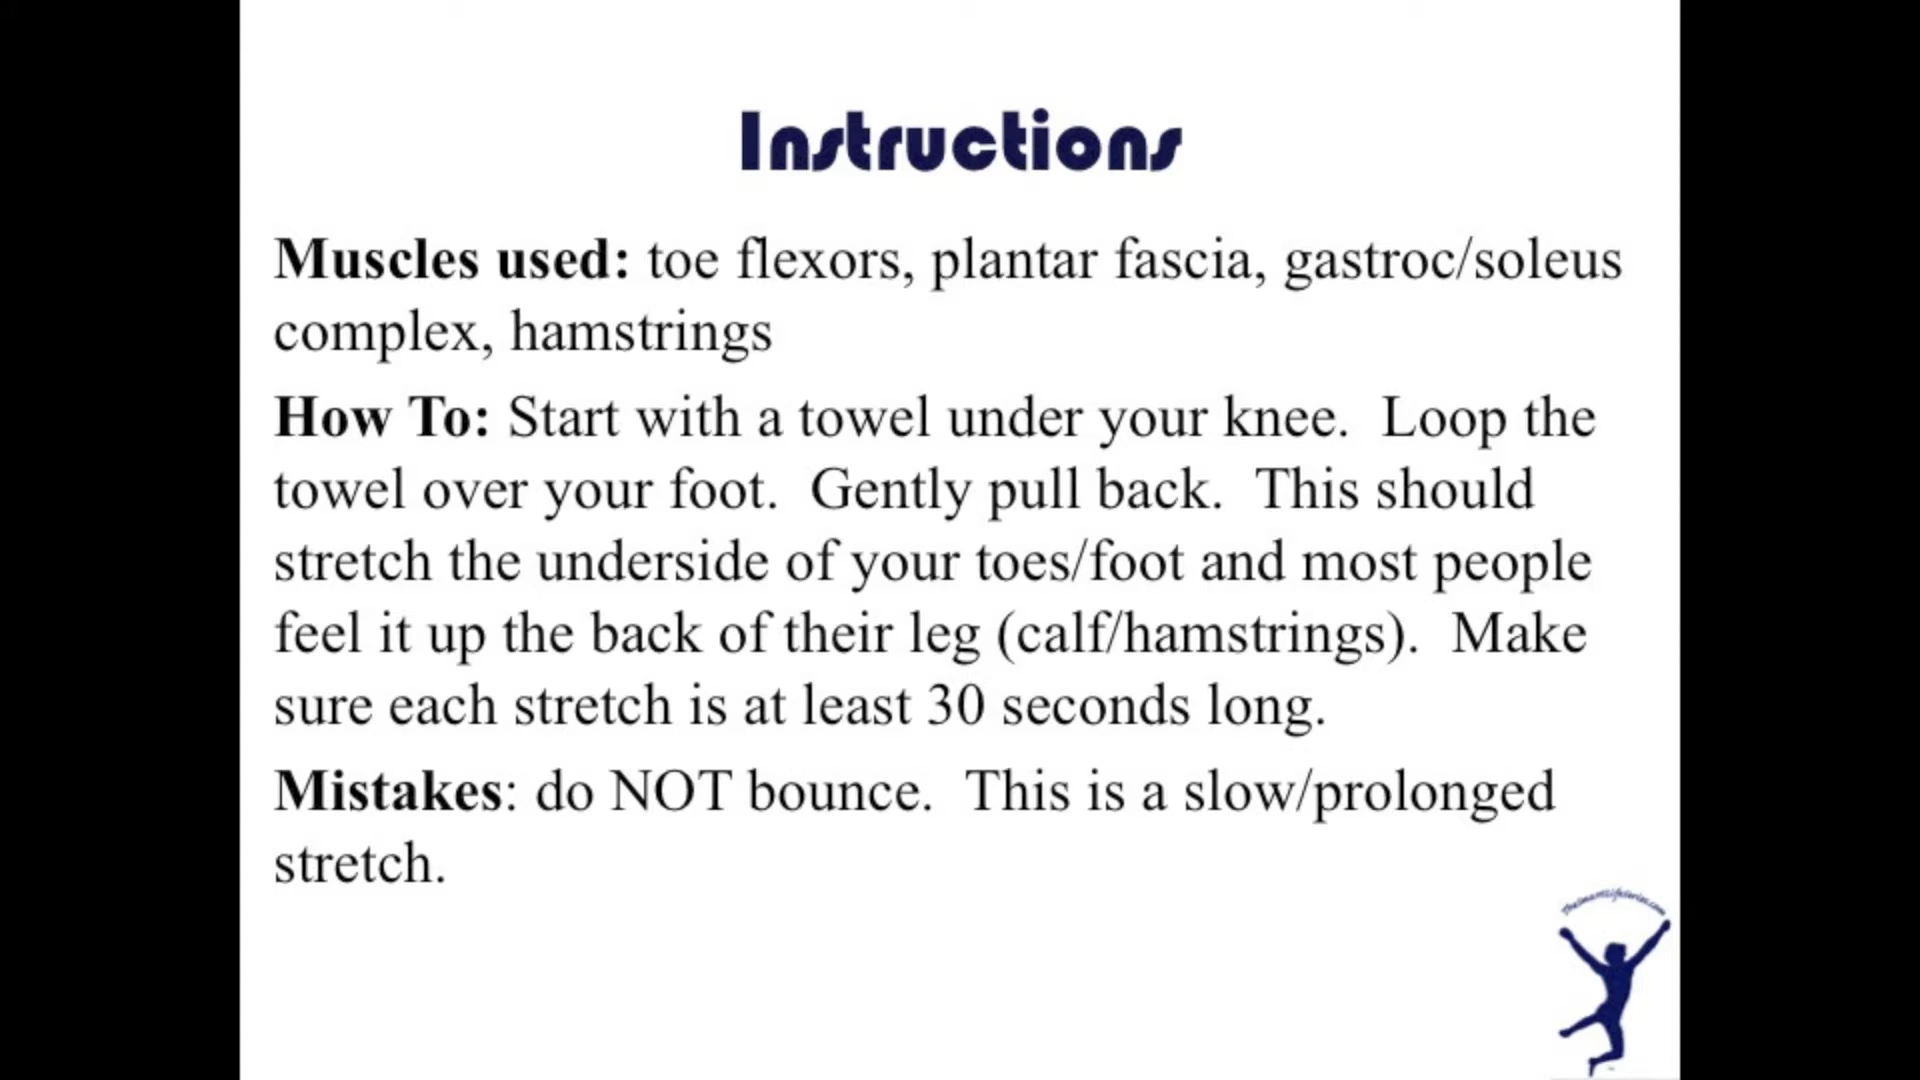 Instructions
Muscles used: toe flexors, plantar fascia, gastroc/soleus
complex, hamstrings
How To: Start with a towel under your knee.  Loop the
towel over your foot.  Gently pull back.  This should
stretch the underside of your toes/foot and most people
feel it up the back of their leg (calf/hamstrings).  Make
sure each stretch is at least 30 seconds long.
Mistakes: do NOT bounce.  This is a slow/prolonged
stretch.